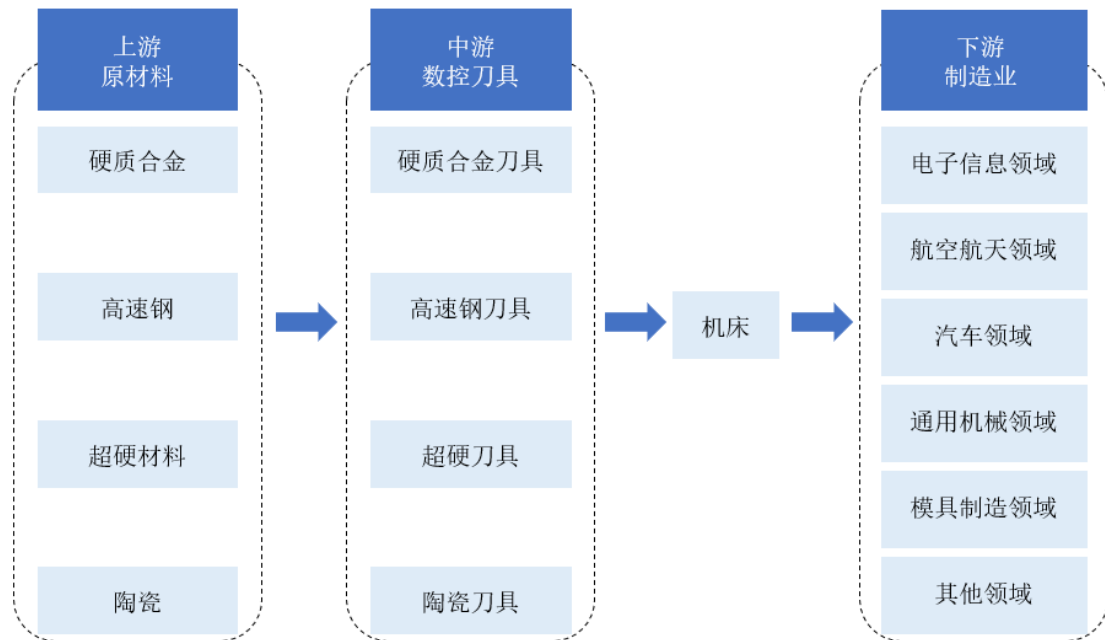 上游
原材料
硬质合金
高速钢
超硬材料
陶瓷
中游
数控刀具
硬质合金刀具
高速钢刀具
超硬刀具
陶瓷刀具
机床
下游
制造业
电子信息领域
航空航天领域
汽车领域
通用机械领域
模具制造领域
其他领域